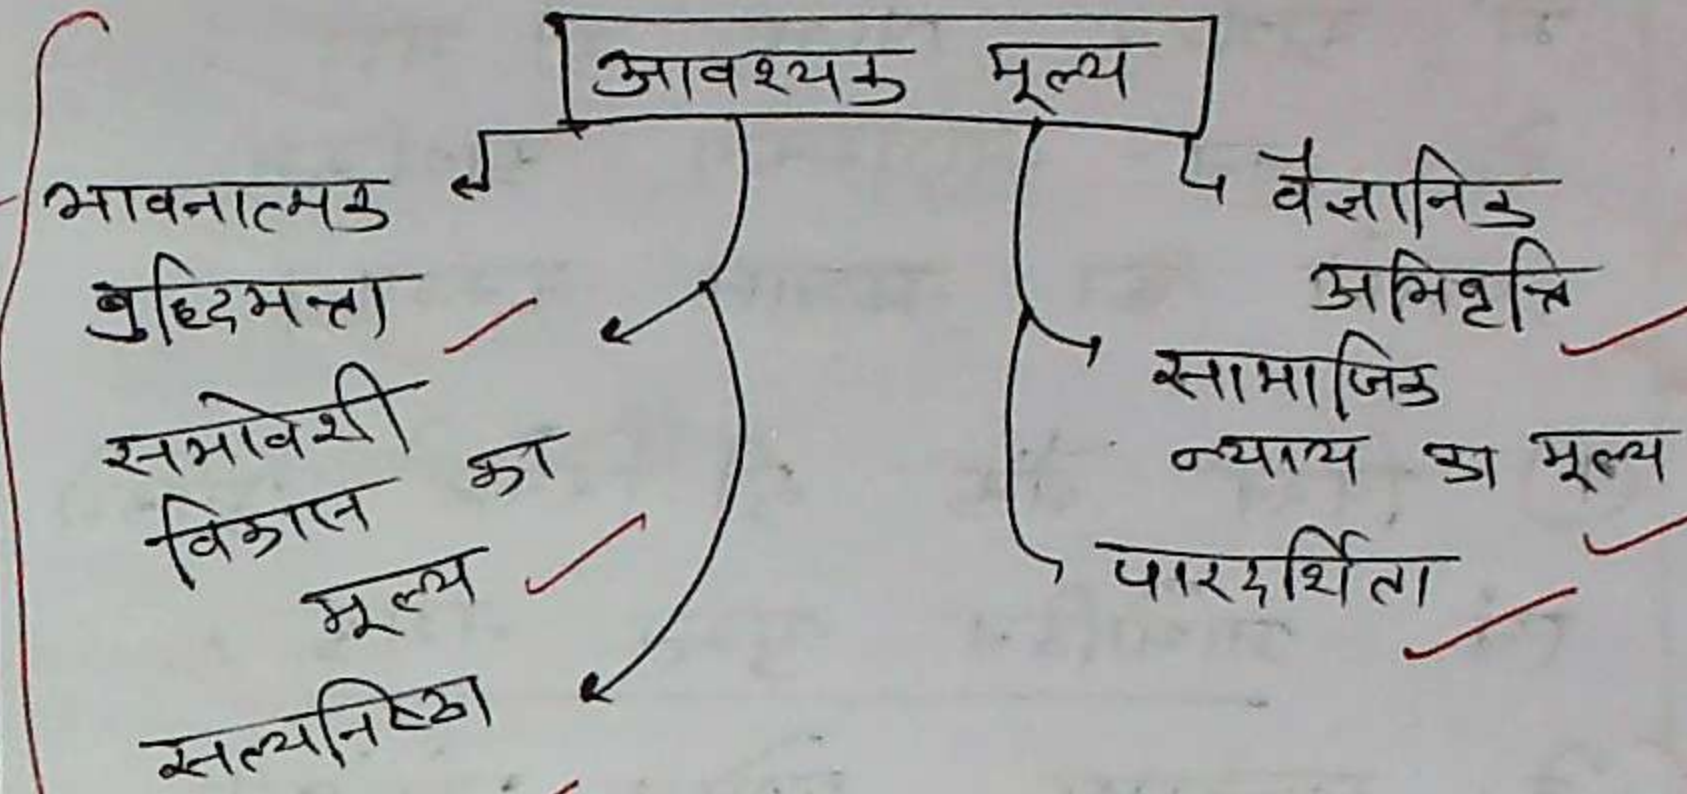 आवश्यक मूल्य
भावनात्मक
बुद्धिमत्ता
समावेशी
विकास का
मूल्य
सत्यनिष्ठा
वैज्ञानिक
अभिवृत्ति
सामाजिक
न्याय का मूल्य
पारदर्शिता